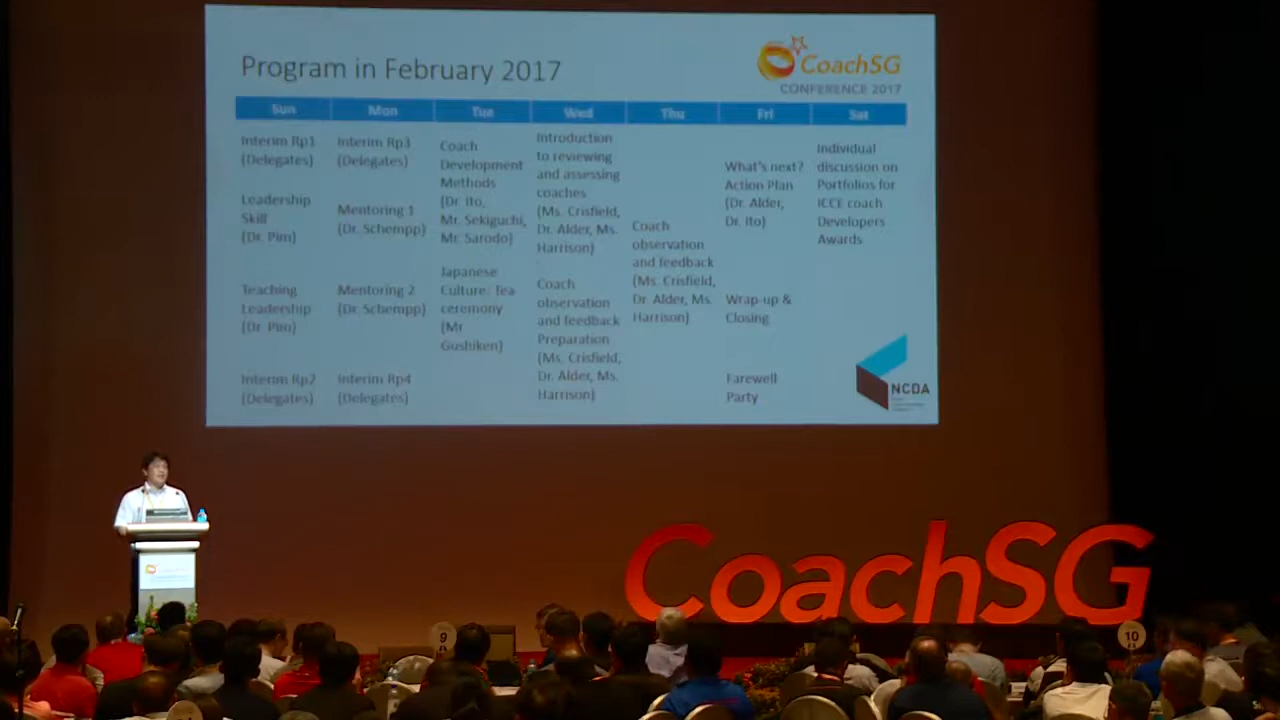 Program in February 2017
CoachSG
CONFERENCE 2017
Sun
Mon
Tue
Wed
Thu
Fri
Sat
Interim Rp1
(Delegates)
Leadership
Skill
(Dr. Pim)
Teaching
Leadership
(Dr. Pim)
Interim Rp2
(Delegates)
Interim Rp3
(Delegates)
Mentoring 1
(Dr. Schempp)
Mentoring 2
(Dr. Schempp)
Interim Rp4
(Delegates)
Coach
Development
Methods
(Dr. Ito,
Mr. Sekiguchi,
Mr. Sarodo)
Japanese
Culture: Tea
ceremony
(Mr
Gushiken)
Introduction
to reviewing
and assessing
coaches
(Ms. Crisfield,
Dr. Alder, Ms.
Harrison)
Coach
observation
and feedback
Preparation
(Ms. Crisfield,
Dr. Alder, Ms.
Harrison)
Coach
observation
and feedback
(Ms. Crisfield,
Dr. Alder, Ms.
Harrison)
What's next?
Action Plan
(Dr. Alder,
Dr. Ito)
Wrap-up &
Closing
Farewell
Party
Individual
discussion on
Portfolios for
ICCE coach
Developers
Awards
NCDA
CoachSG
9
10